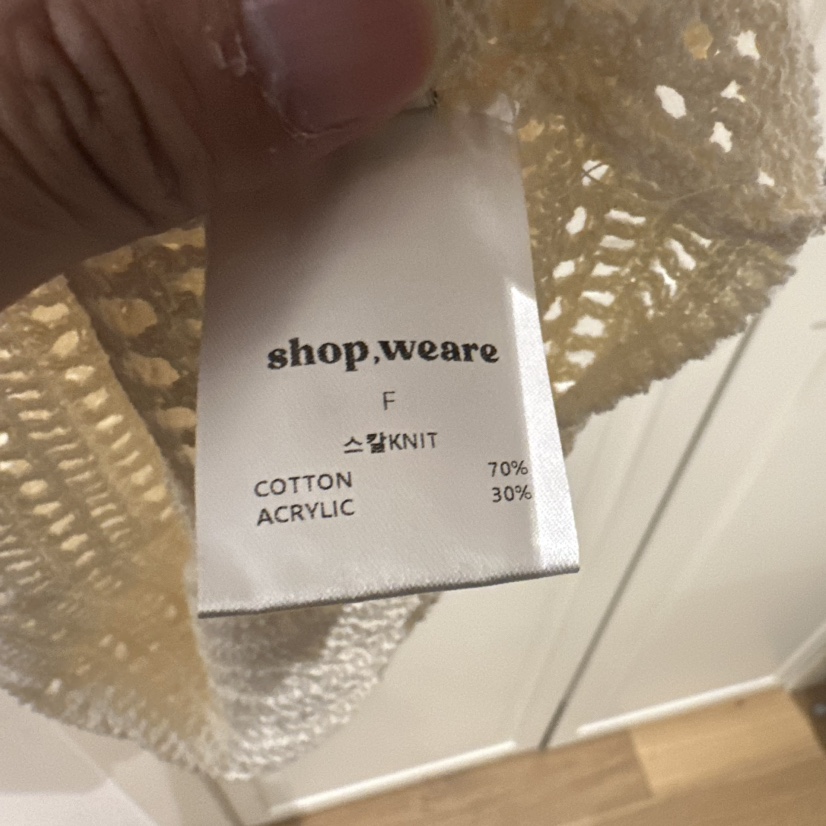 shop,weare
F
스칼KNIT
COTTON 70%
ACRYLIC 30%